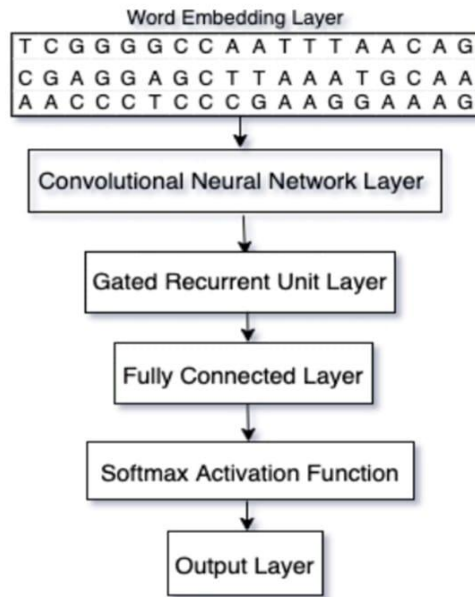 Word Embedding Layer
T C G G G G C C A A T T T A A C A G
C G A G G A G C T T A A A T G C A A
A A C C C T C C C G A A G G A A A G
Convolutional Neural Network Layer
Gated Recurrent Unit Layer
Fully Connected Layer
Softmax Activation Function
Output Layer